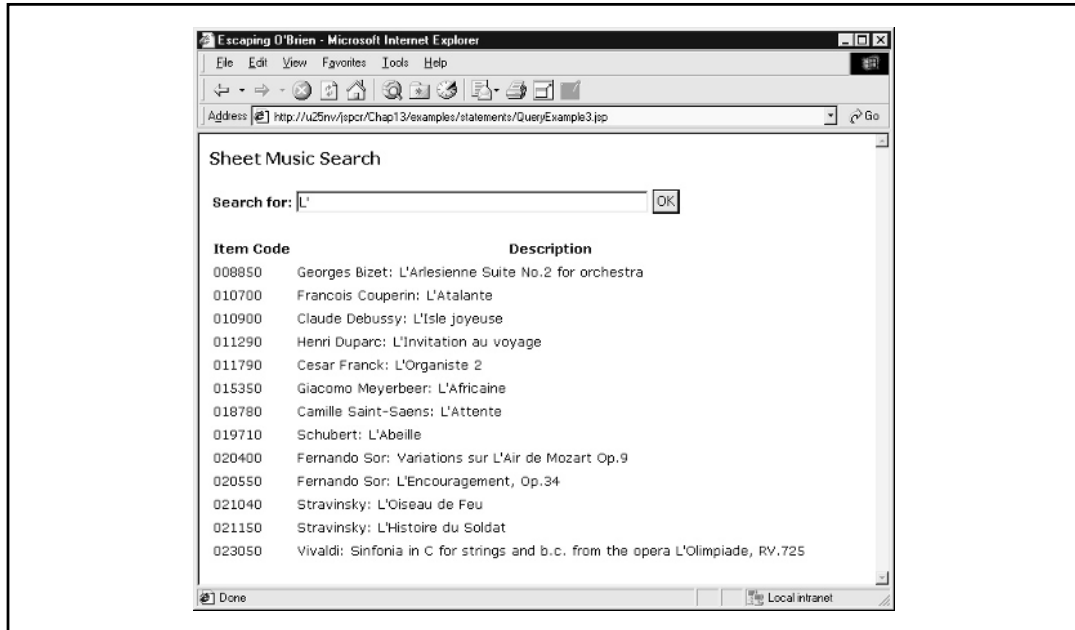 Escaping O'Brien - Microsoft Internet Explorer
File Edit View Favorites Tools Help
Address http://u25nv/jspcr/Chap13/examples/statements/QueryExample3.jsp Go
Sheet Music Search
Search for: L' OK
Item Code Description
008850 Georges Bizet: L'Arlesienne Suite No.2 for orchestra
010700 Francois Couperin: L'Atalante
010900 Claude Debussy: L'Isle joyeuse
011290 Henri Duparc: L'Invitation au voyage
011790 Cesar Franck: L'Organiste 2
015350 Giacomo Meyerbeer: L'Africaine
018780 Camille Saint-Saens: L'Attente
019710 Schubert: L'Abeille
020400 Fernando Sor: Variations sur L'Air de Mozart Op.9
020550 Fernando Sor: L'Encouragement, Op.34
021040 Stravinsky: L'Oiseau de Feu
021150 Stravinsky: L'Histoire du Soldat
023050 Vivaldi: Sinfonia in C for strings and b.c. from the opera L'Olimpiade, RV.725
Done Local intranet